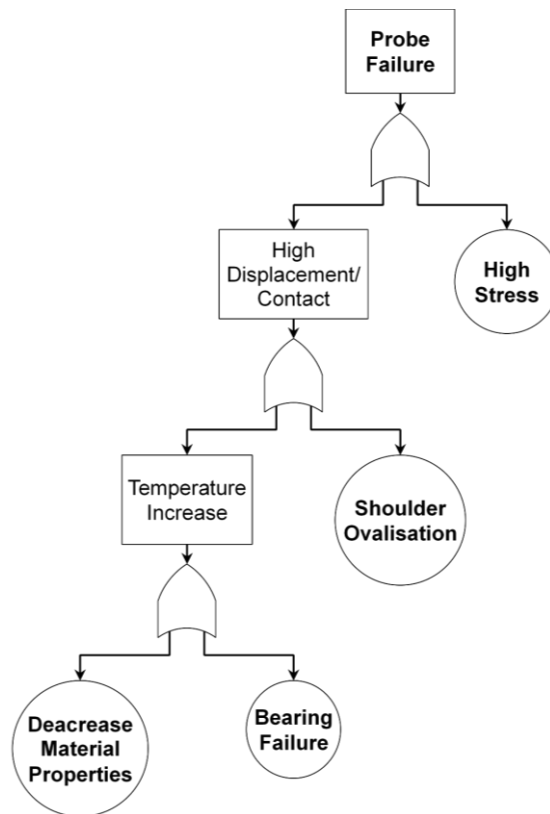 Probe
Failure
High
Displacement/
Contact
High
Stress
Temperature
Increase
Shoulder
Ovalisation
Deacrease
Material
Properties
Bearing
Failure